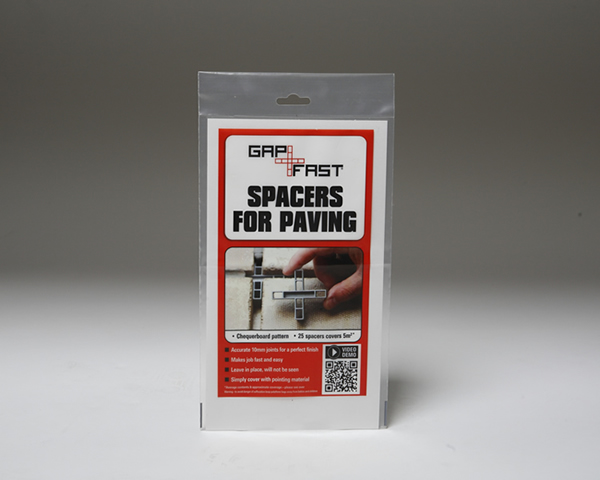 GAP
FAST
SPACERS
FOR PAVING
• Chequerboard pattern • 25 spacers covers 5m²*
Accurate 10mm joints for a perfect finish
Makes job fast and easy
Leave in place, will not be seen
Simply cover with pointing material
VIDEO
DEMO